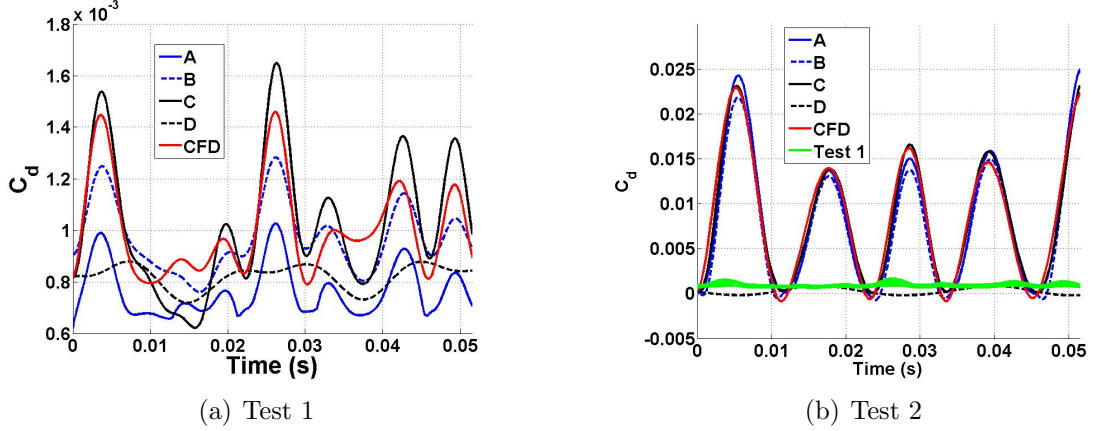 x 10⁻³
1.8
1.6
1.4
1.2
1
0.8
0.6
C_d
0
0.01
0.02
0.03
0.04
0.05
Time (s)
A
B
C
D
CFD
(a) Test 1
0.025
0.02
0.015
0.01
0.005
0
-0.005
C_d
0
0.01
0.02
0.03
0.04
0.05
Time (s)
A
B
C
D
CFD
Test 1
(b) Test 2